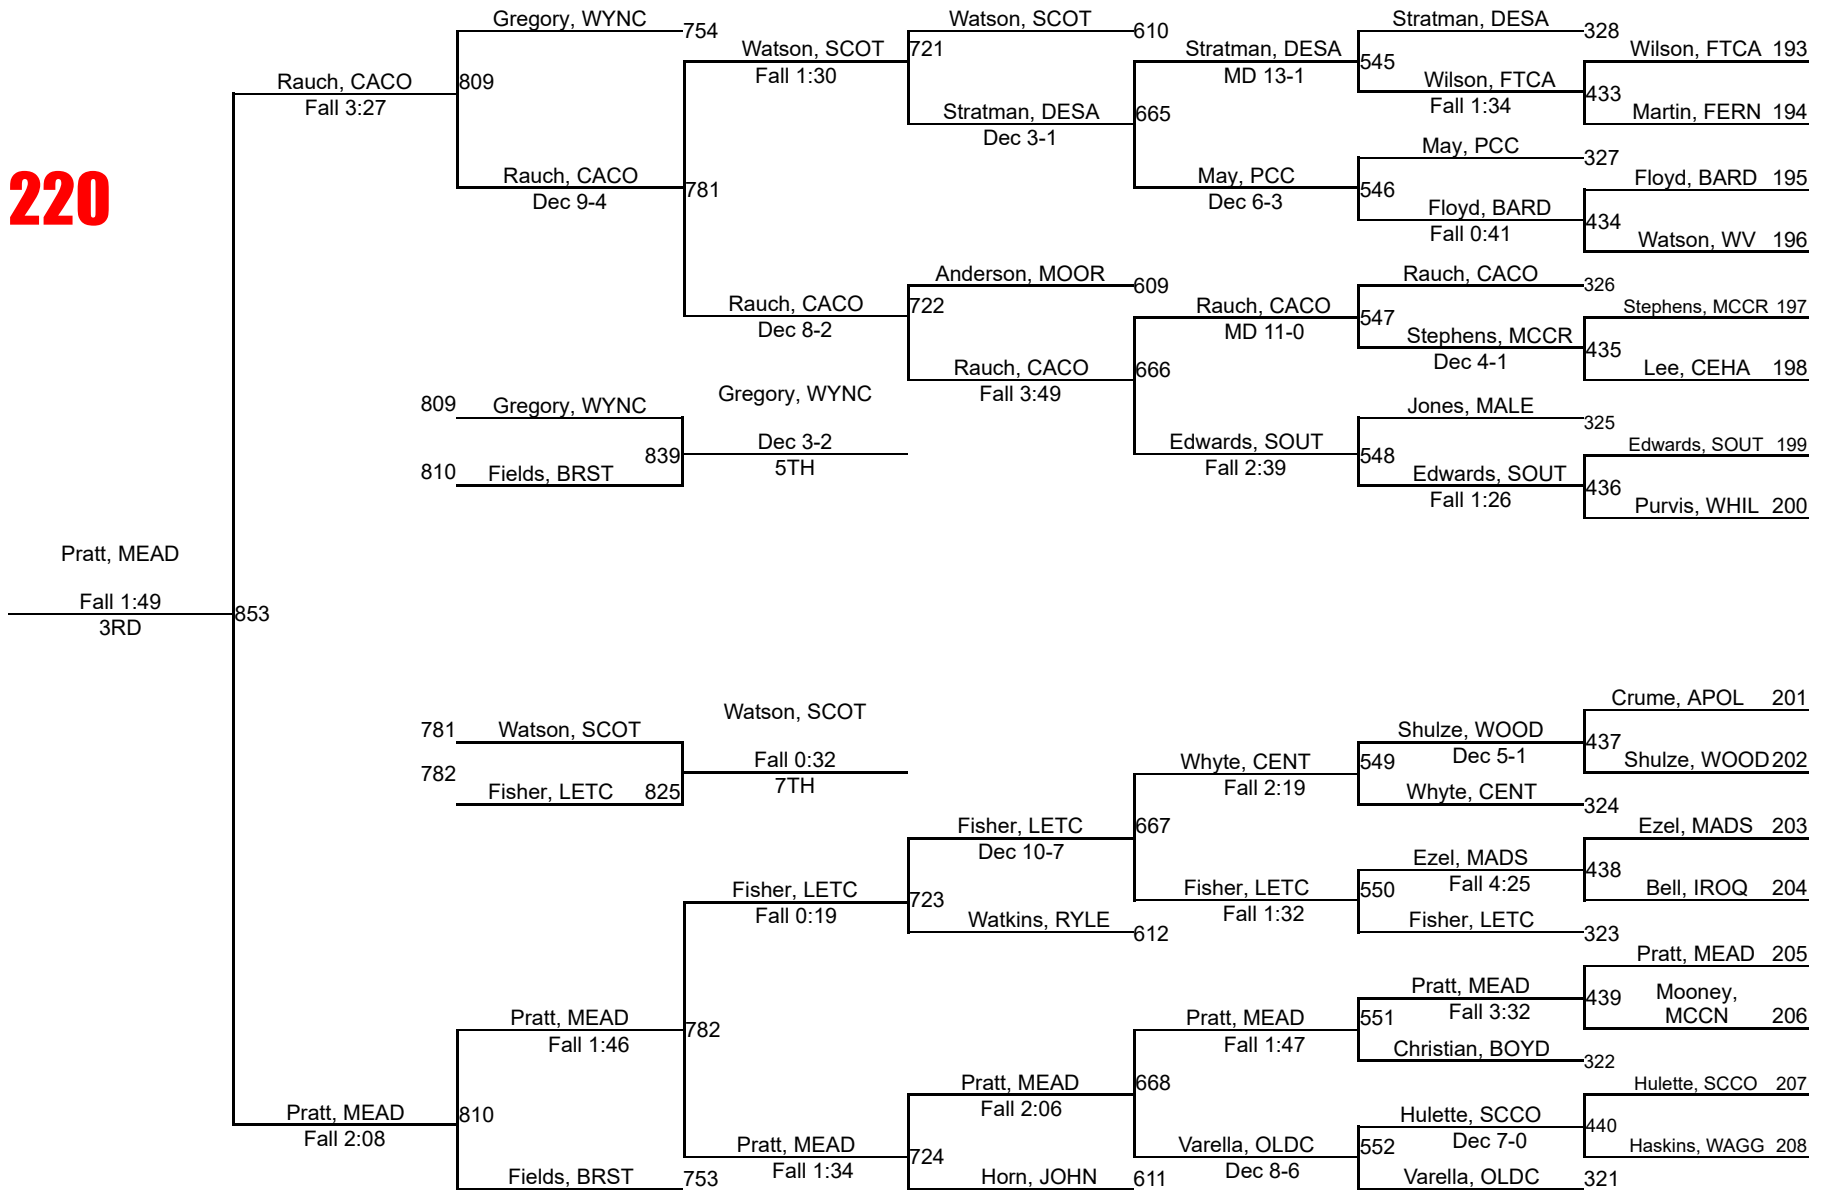 220
Gregory, WYNC
754
Rauch, CACO
Fall 3:27
809
Rauch, CACO
Dec 9-4
781
Watson, SCOT
Fall 1:30
721
Watson, SCOT
610
Stratman, DESA
Dec 3-1
665
Stratman, DESA
MD 13-1
545
Stratman, DESA
328
Wilson, FTCA
Fall 1:34
433
Wilson, FTCA 193
Martin, FERN 194
May, PCC
Dec 6-3
546
May, PCC
327
Floyd, BARD
Fall 0:41
434
Floyd, BARD 195
Watson, WV 196
Rauch, CACO
Dec 8-2
722
Anderson, MOOR
609
Rauch, CACO
Fall 3:49
666
Rauch, CACO
MD 11-0
547
Rauch, CACO
326
Stephens, MCCR
Dec 4-1
435
Stephens, MCCR 197
Lee, CEHA 198
Edwards, SOUT
Fall 2:39
548
Jones, MALE
325
Edwards, SOUT
Fall 1:26
436
Edwards, SOUT 199
Purvis, WHIL 200
809 Gregory, WYNC
810 Fields, BRST
839
Gregory, WYNC
Dec 3-2
5TH
Pratt, MEAD
Fall 1:49
3RD
853
781 Watson, SCOT
782
Fisher, LETC 825
Watson, SCOT
Fall 0:32
7TH
Fisher, LETC
Fall 0:19
723
Fisher, LETC
Dec 10-7
667
Watkins, RYLE
612
Whyte, CENT
Fall 2:19
549
Shulze, WOOD
Dec 5-1
437
Crume, APOL 201
Shulze, WOOD 202
Whyte, CENT
324
Fisher, LETC
Fall 1:32
550
Ezel, MADS
Fall 4:25
438
Ezel, MADS 203
Bell, IROQ 204
Fisher, LETC
323
Pratt, MEAD
Fall 1:46
782
Pratt, MEAD
Fall 2:08
810
Fields, BRST
753
Pratt, MEAD
Fall 1:34
724
Pratt, MEAD
Fall 2:06
668
Horn, JOHN
611
Pratt, MEAD
Fall 1:47
551
Pratt, MEAD
Fall 3:32
439
Pratt, MEAD 205
Mooney,
MCCN 206
Christian, BOYD
322
Varella, OLDC
Dec 8-6
552
Hulette, SCCO
Dec 7-0
440
Hulette, SCCO 207
Haskins, WAGG 208
Varella, OLDC
321